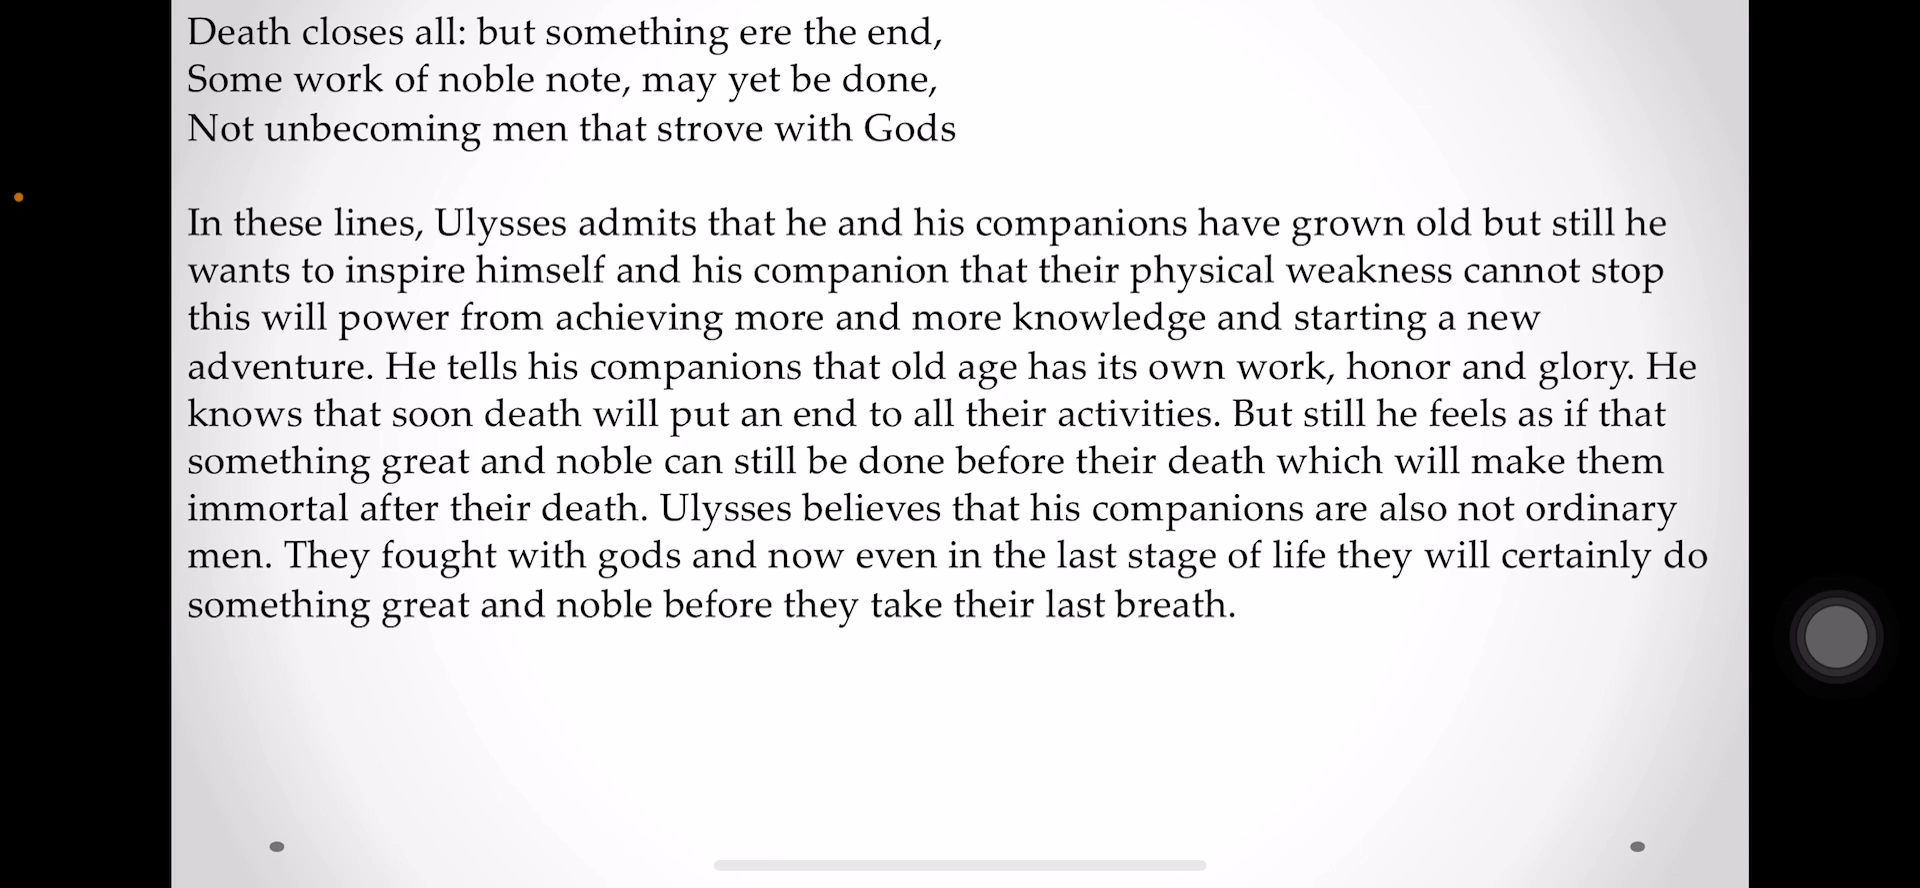 Death closes all: but something ere the end,
Some work of noble note, may yet be done,
Not unbecoming men that strove with Gods
In these lines, Ulysses admits that he and his companions have grown old but still he
wants to inspire himself and his companion that their physical weakness cannot stop
this will power from achieving more and more knowledge and starting a new
adventure. He tells his companions that old age has its own work, honor and glory. He
knows that soon death will put an end to all their activities. But still he feels as if that
something great and noble can still be done before their death which will make them
immortal after their death. Ulysses believes that his companions are also not ordinary
men. They fought with gods and now even in the last stage of life they will certainly do
something great and noble before they take their last breath.